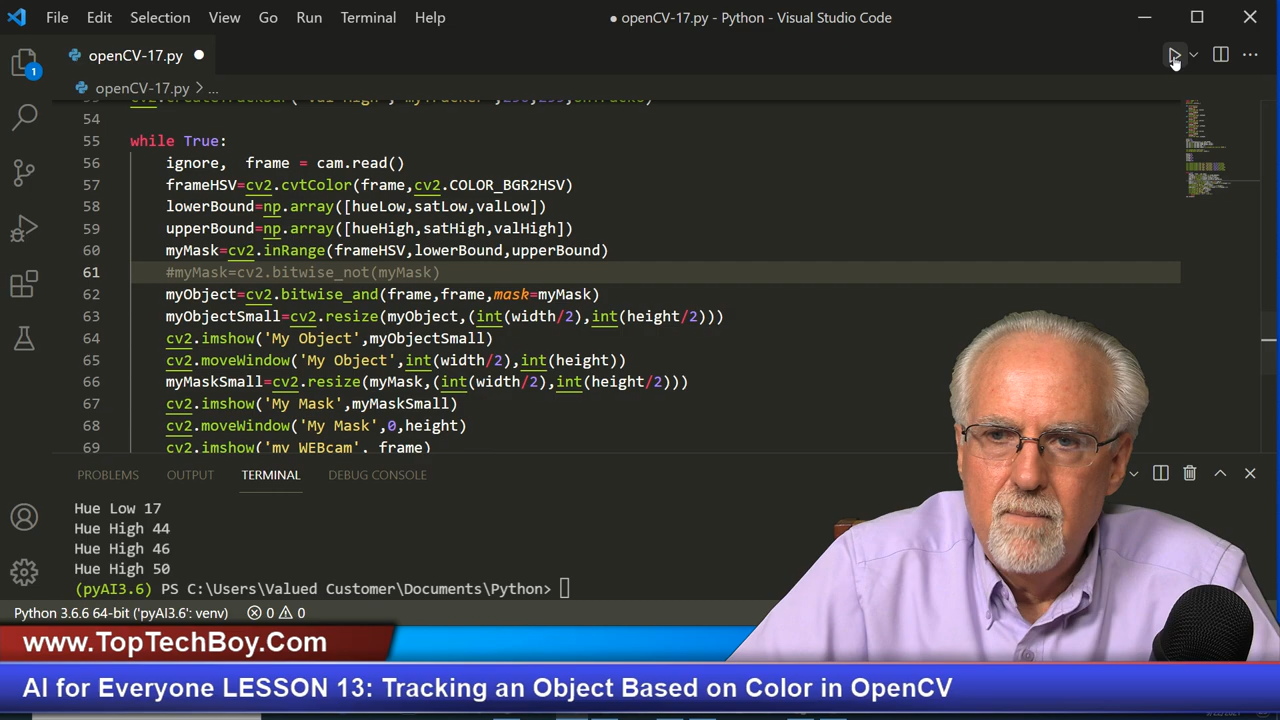 File Edit Selection View Go Run Terminal Help ● openCV-17.py - Python - Visual Studio Code
openCV-17.py ●
openCV-17.py > ...
54
55 while True:
56 ignore, frame = cam.read()
57 frameHSV=cv2.cvtColor(frame,cv2.COLOR_BGR2HSV)
58 lowerBound=np.array([hueLow,satLow,valLow])
59 upperBound=np.array([hueHigh,satHigh,valHigh])
60 myMask=cv2.inRange(frameHSV,lowerBound,upperBound)
61 #myMask=cv2.bitwise_not(myMask)
62 myObject=cv2.bitwise_and(frame,frame,mask=myMask)
63 myObjectSmall=cv2.resize(myObject,(int(width/2),int(height/2)))
64 cv2.imshow('My Object',myObjectSmall)
65 cv2.moveWindow('My Object',int(width/2),int(height))
66 myMaskSmall=cv2.resize(myMask,(int(width/2),int(height/2)))
67 cv2.imshow('My Mask',myMaskSmall)
68 cv2.moveWindow('My Mask',0,height)
69 cv2.imshow('my WEBcam', frame)
1
PROBLEMS OUTPUT TERMINAL DEBUG CONSOLE
Hue Low 17
Hue High 44
Hue High 46
Hue High 50
(pyAI3.6) PS C:\Users\Valued Customer\Documents\Python>
Python 3.6.6 64-bit ('pyAI3.6': venv) 0 0
www.TopTechBoy.Com
AI for Everyone LESSON 13: Tracking an Object Based on Color in OpenCV